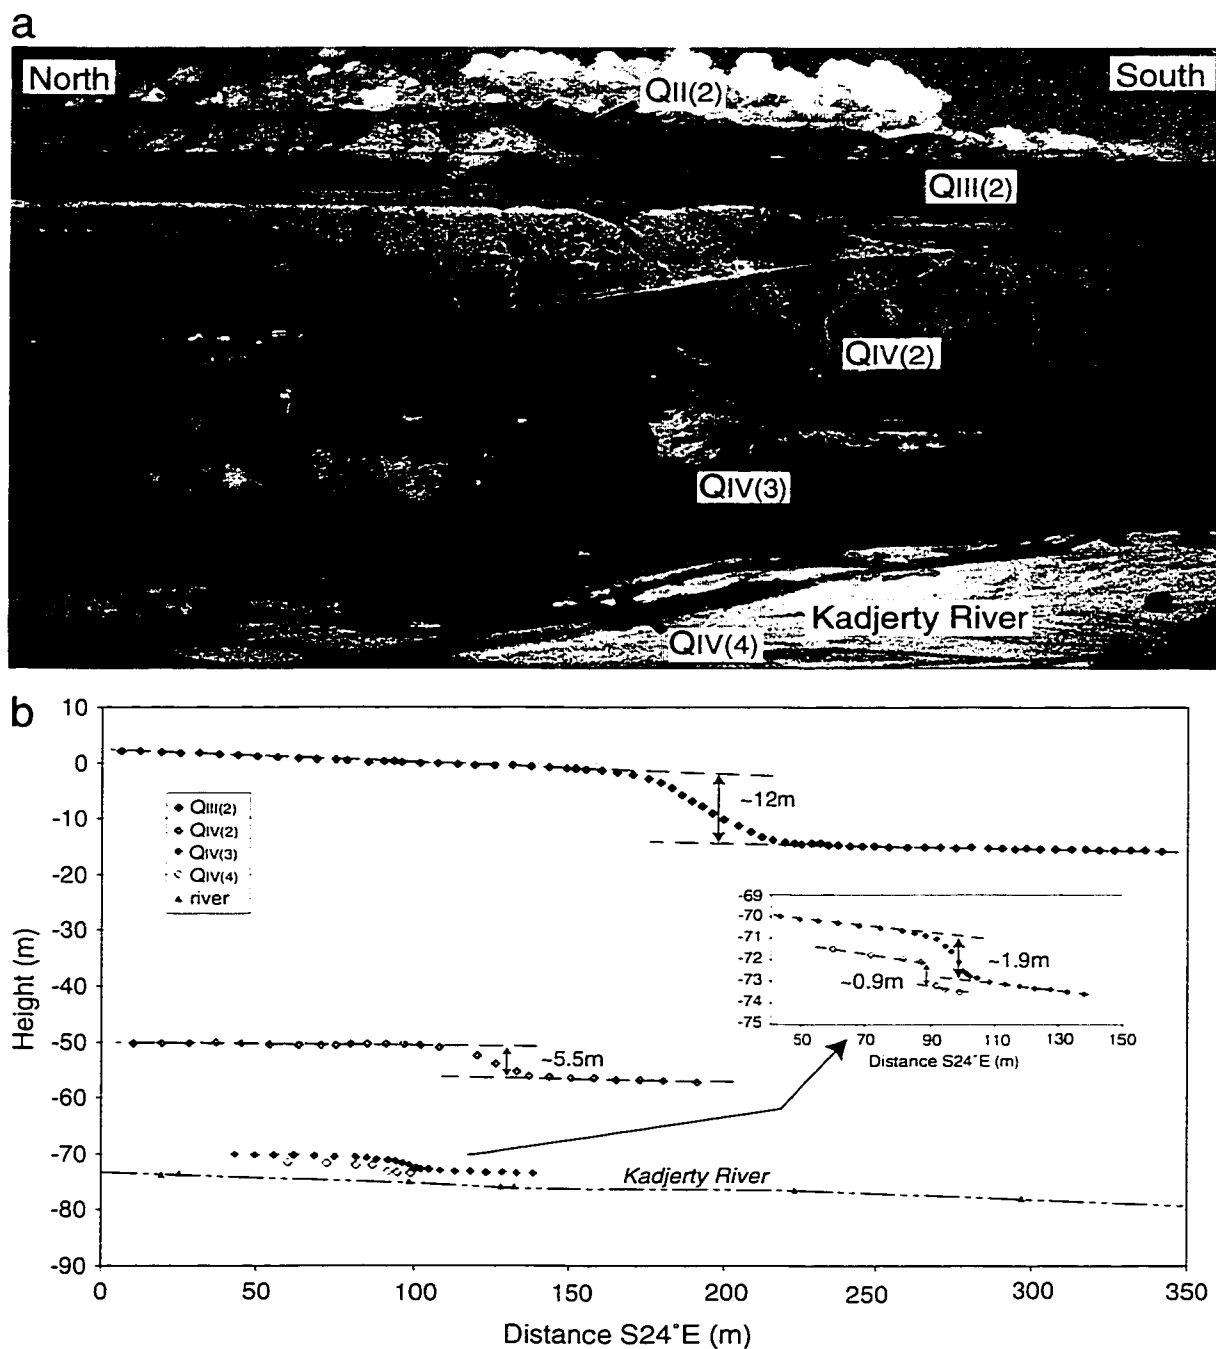 a
North
South
QII(2)
QIII(2)
QIV(2)
QIV(3)
Kadjerty River
QIV(4)
b
10
0
-10
-20
-30
-40
-50
-60
-70
-80
-90
Height (m)
QIII(2)
QIV(2)
QIV(3)
QIV(4)
river
~12m
~5.5m
-69
-70
-71
-72
-73
-74
-75
~1.9m
~0.9m
50 70 90 110 130 150
Distance S24°E (m)
Kadjerty River
0 50 100 150 200 250 300 350
Distance S24°E (m)